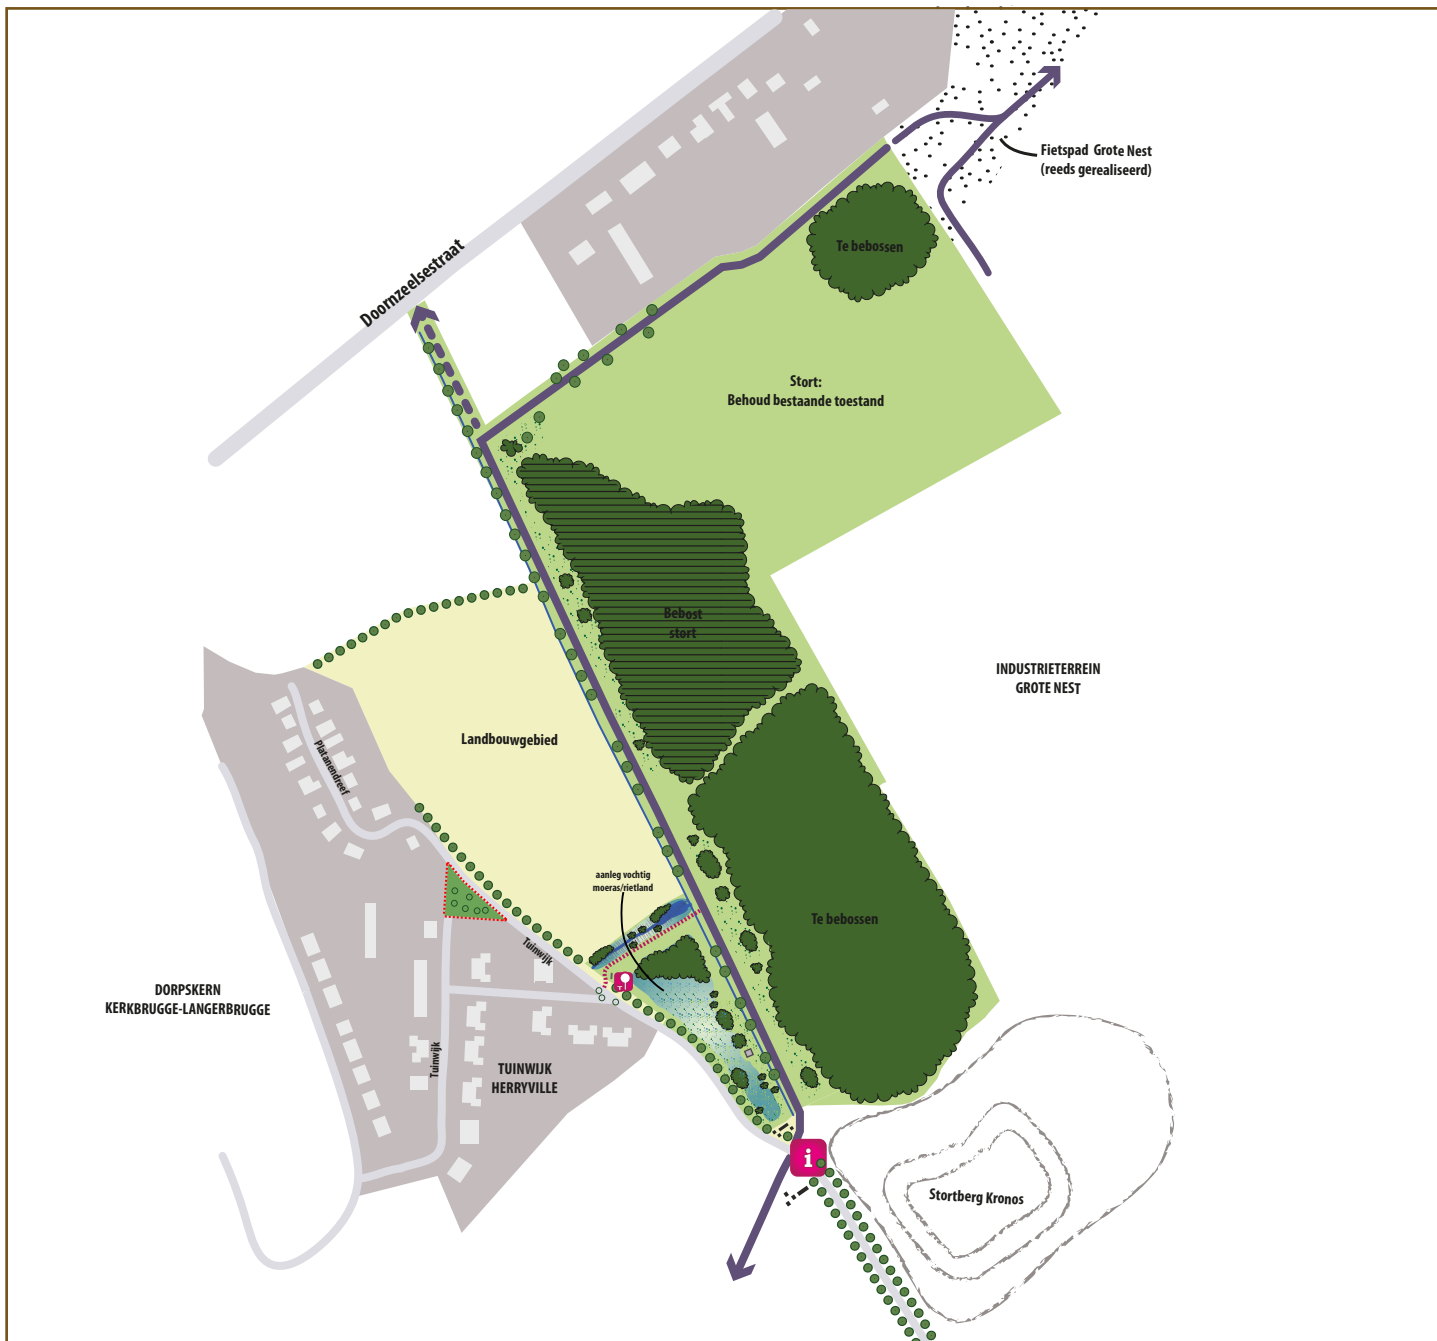 Fietspad Grote Nest
(reeds gerealiseerd)
Te bebossen
Doornzeelsestraat
Stort:
Behoud bestaande toestand
Bebost
stort
INDUSTRIETERREIN
GROTE NEST
Landbouwgebied
Platanendreef
aanleg vochtig
moeras/rietland
Te bebossen
Tuinwijk
DORPSKERN
KERKBRUGGE-LANGERBRUGGE
Tuinwijk
TUINWIJK
HERRYVILLE
i
Stortberg Kronos